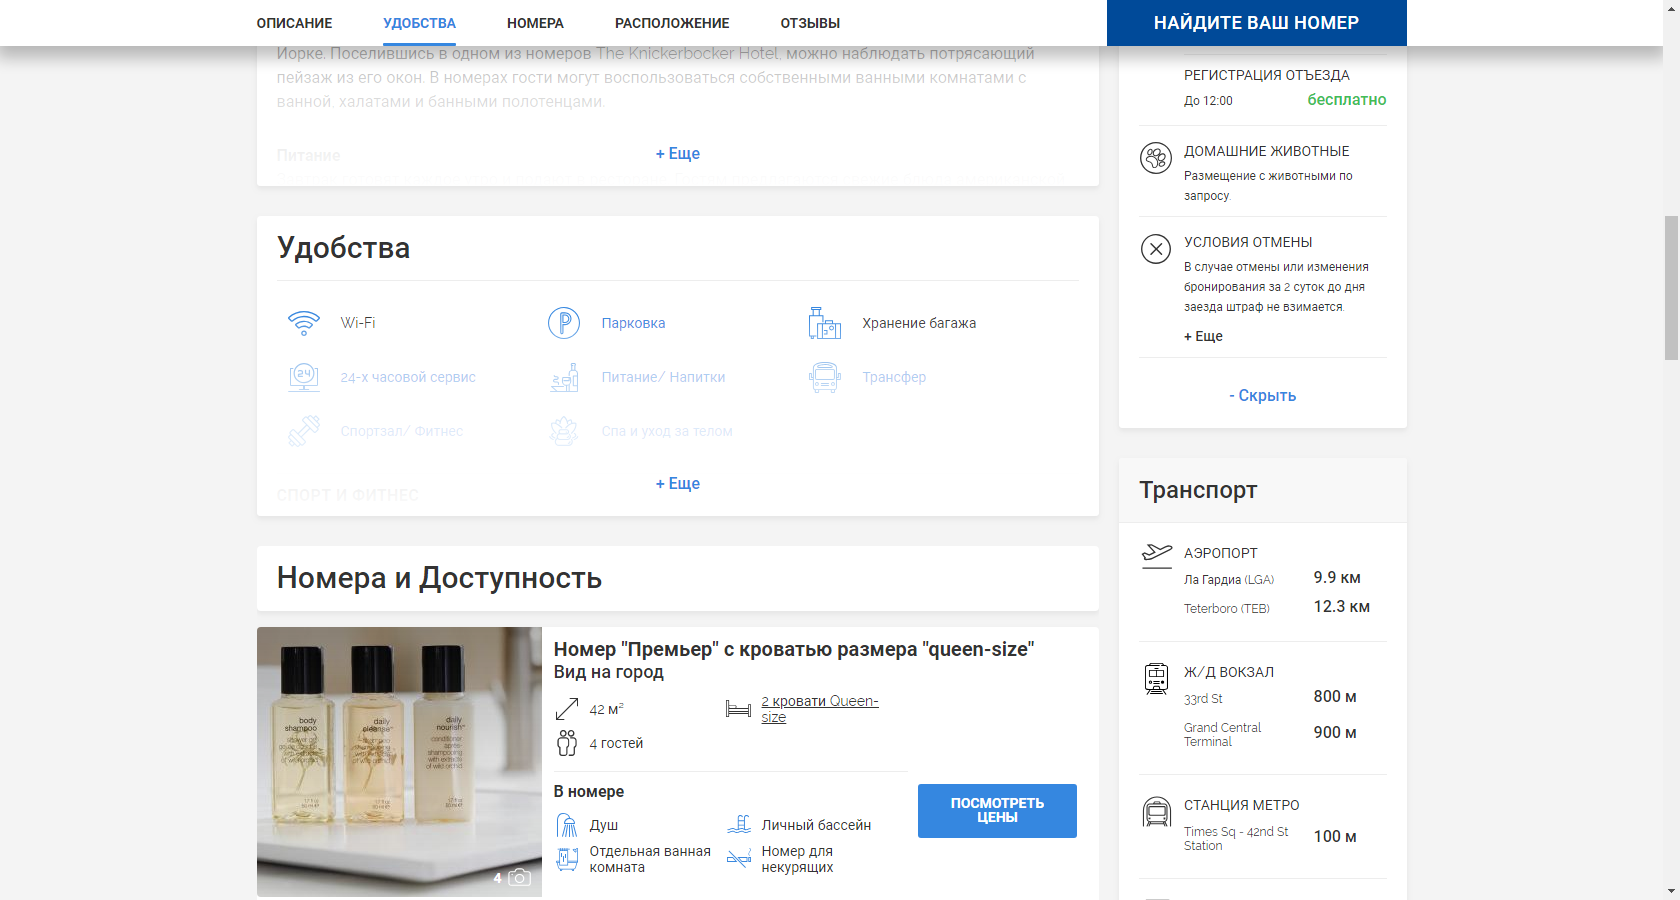 ОПИСАНИЕ
УДОБСТВА
НОМЕРА
РАСПОЛОЖЕНИЕ
ОТЗЫВЫ
НАЙДИТЕ ВАШ НОМЕР
Йорке. Поселившись в одном из номеров The Knickerbocker Hotel, можно наблюдать потрясающий
пейзаж из его окон. В номерах гости могут воспользоваться собственными ванными комнатами с
ванной, халатами и банными полотенцами.
Питание
+ Еще
Удобства
Wi-Fi
Парковка
Хранение багажа
24-х часовой сервис
Питание/ Напитки
Трансфер
Спортзал/ Фитнес
Спа и уход за телом
СПОРТ И ФИТНЕС
+ Еще
Номера и Доступность
body
shampoo
daily
cleanse
daily
nourish
4
Номер "Премьер" с кроватью размера "queen-size"
Вид на город
42 м²
2 кровати Queen-
size
4 гостей
В номере
Душ
Личный бассейн
Отдельная ванная
комната
Номер для
некурящих
ПОСМОТРЕТЬ
ЦЕНЫ
РЕГИСТРАЦИЯ ОТЪЕЗДА
До 12:00
бесплатно
ДОМАШНИЕ ЖИВОТНЫЕ
Размещение с животными по
запросу.
УСЛОВИЯ ОТМЕНЫ
В случае отмены или изменения
бронирования за 2 суток до дня
заезда штраф не взимается.
+ Еще
- Скрыть
Транспорт
АЭРОПОРТ
Ла Гардиа (LGA) 9.9 км
Teterboro (TEB) 12.3 км
Ж/Д ВОКЗАЛ
33rd St 800 м
Grand Central
Terminal
900 м
СТАНЦИЯ МЕТРО
Times Sq - 42nd St
Station
100 м